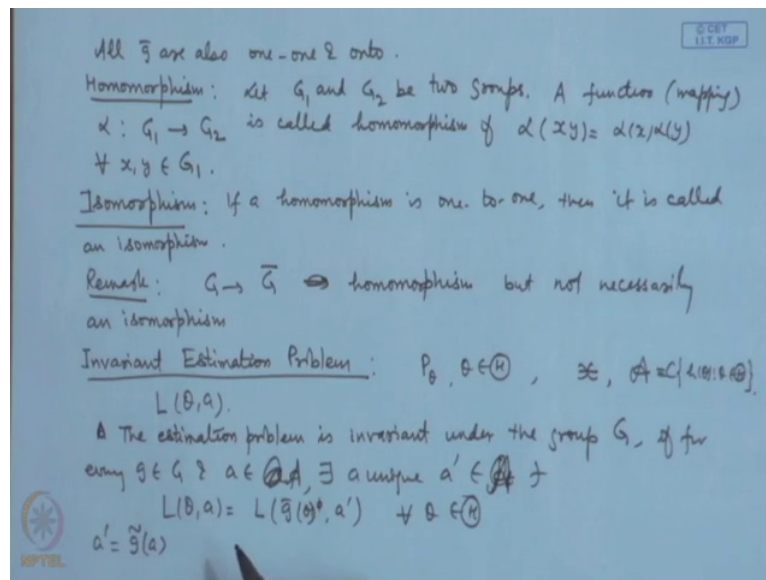 © CET
I.I.T. KGP
All ḡ are also one-one & onto.
Homomorphism: Let G₁ and G₂ be two groups. A function (mapping)
α : G₁ → G₂ is called homomorphism if α(xy) = α(x)α(y)
∀ x, y ∈ G₁.
Isomorphism: If a homomorphism is one-to-one, then it is called
an isomorphism.
Remark: G → Ḡ homomorphism but not necessarily
an isomorphism
Invariant Estimation Problem: P_θ, θ ∈ Ⓗ, 𝒳, A = C{h(θ): θ ∈ Ⓗ}
L(θ, a).
The estimation problem is invariant under the group G, if for
every g ∈ G & a ∈ A, ∃ a unique a' ∈ A ∋
L(θ, a) = L(ḡ(θ), a') ∀ θ ∈ Ⓗ
a' = g̃(a)
NPTEL